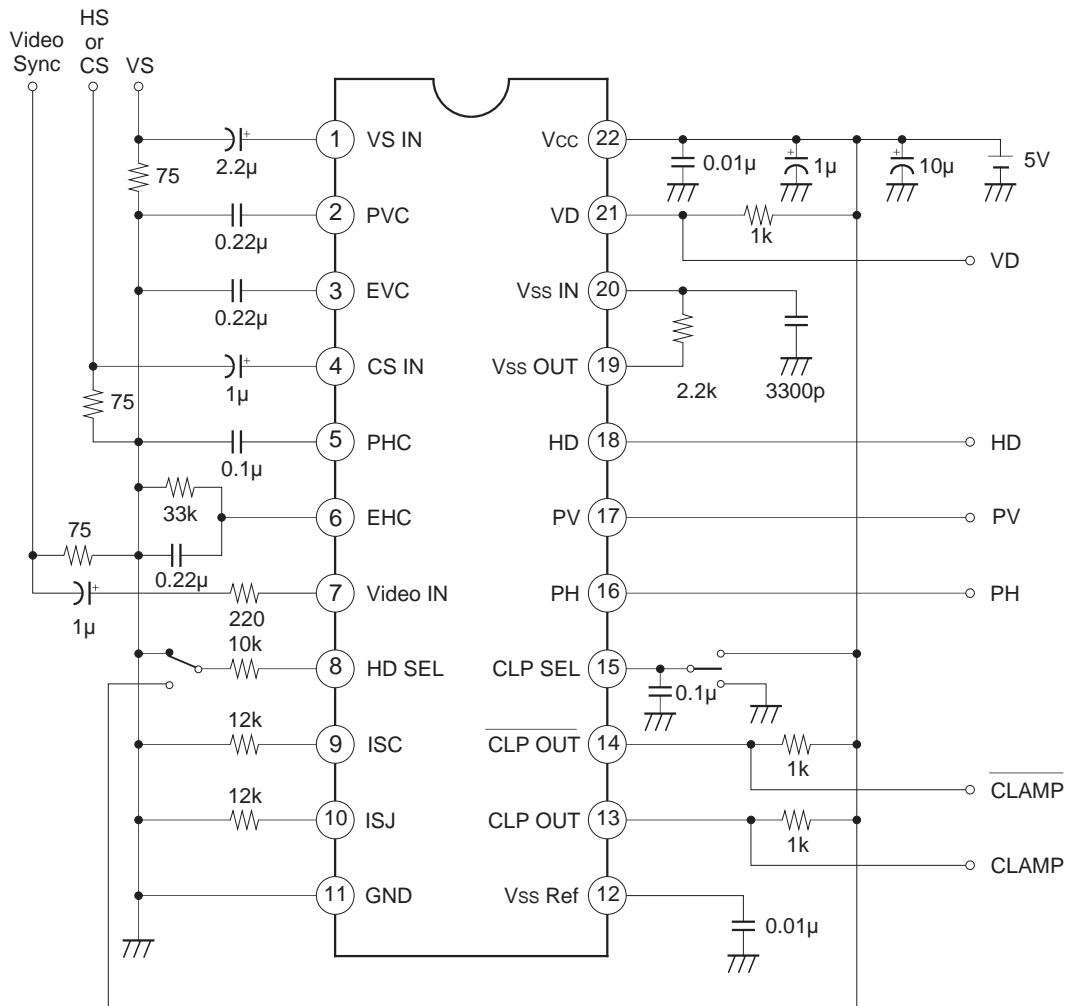 Video
Sync
HS
or
CS
VS
1 VS IN
VCC 22
2.2µ
75
0.01µ
1µ
10µ
5V
2 PVC
VD 21
0.22µ
1k
VD
3 EVC
VSS IN 20
0.22µ
4 CS IN
VSS OUT 19
1µ
75
2.2k
3300p
5 PHC
HD 18
HD
0.1µ
33k
6 EHC
PV 17
PV
75
0.22µ
7 Video IN
PH 16
PH
1µ
220
10k
8 HD SEL
CLP SEL 15
0.1µ
12k
9 ISC
CLP OUT 14
1k
CLAMP
12k
10 ISJ
CLP OUT 13
1k
CLAMP
11 GND
VSS Ref 12
0.01µ